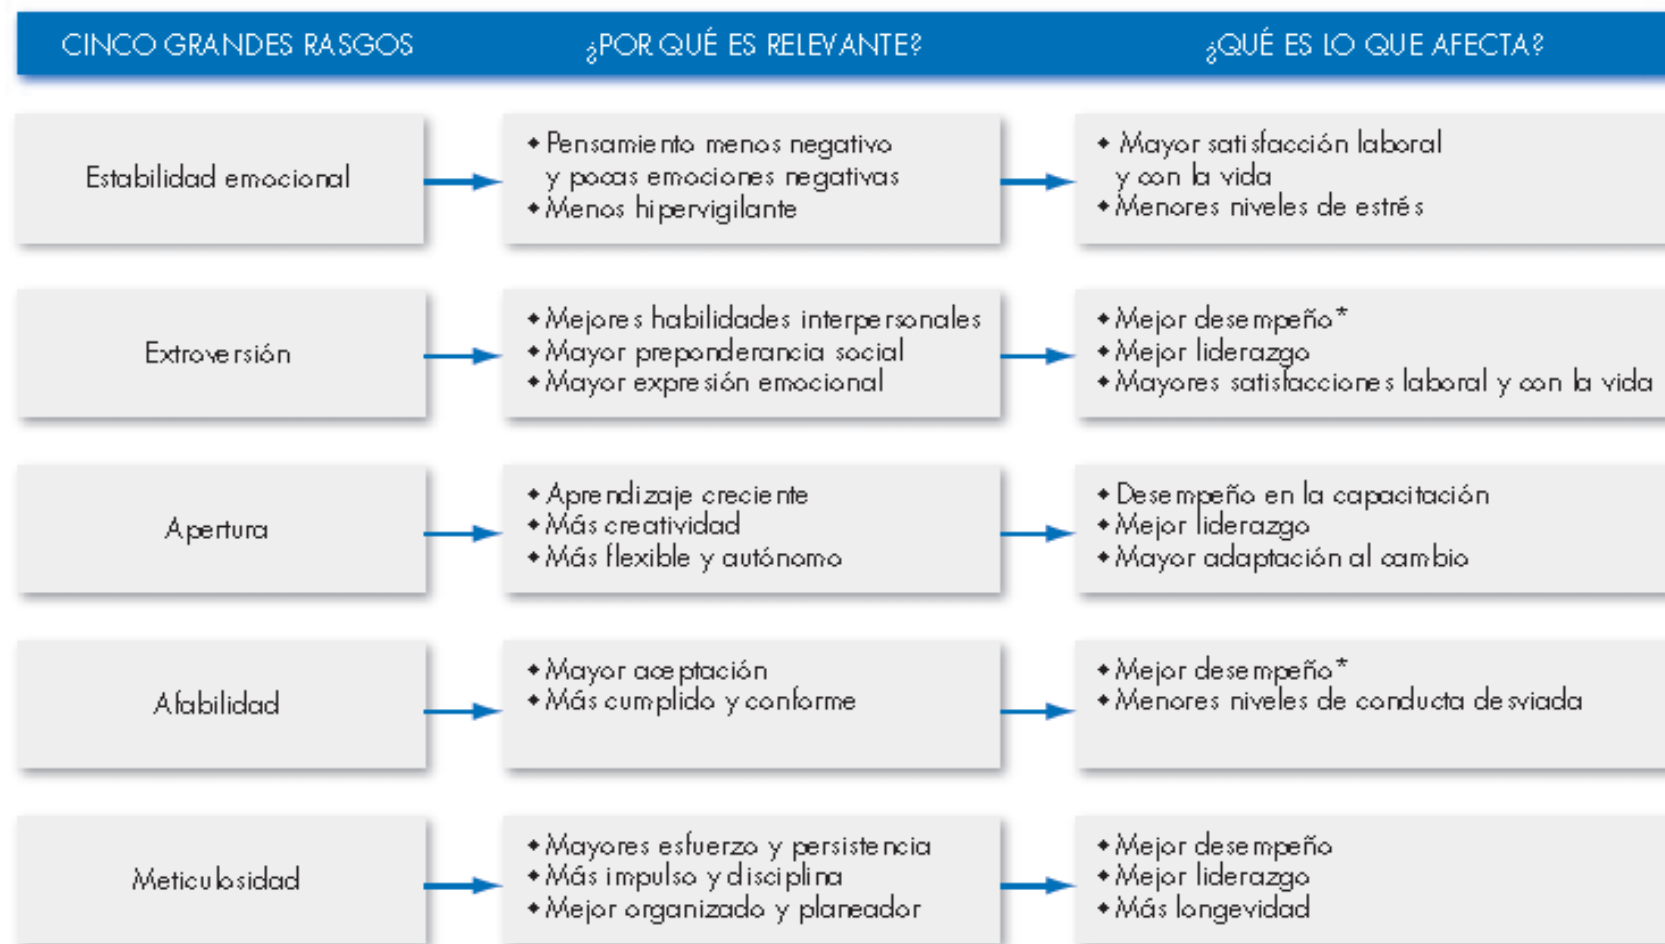 CINCO GRANDES RASGOS
¿POR QUÉ ES RELEVANTE?
¿QUÉ ES LO QUE AFECTA?
Estabilidad emocional
◆ Pensamiento menos negativo
y pocas emociones negativas
◆ Menos hipervigilante
◆ Mayor satisfacción laboral
y con la vida
◆ Menores niveles de estrés
Extroversión
◆ Mejores habilidades interpersonales
◆ Mayor preponderancia social
◆ Mayor expresión emocional
◆ Mejor desempeño*
◆ Mejor liderazgo
◆ Mayores satisfacciones laboral y con la vida
Apertura
◆ Aprendizaje creciente
◆ Más creatividad
◆ Más flexible y autónomo
◆ Desempeño en la capacitación
◆ Mejor liderazgo
◆ Mayor adaptación al cambio
Afabilidad
◆ Mayor aceptación
◆ Más cumplido y conforme
◆ Mejor desempeño*
◆ Menores niveles de conducta desviada
Meticulosidad
◆ Mayores esfuerzo y persistencia
◆ Más impulso y disciplina
◆ Mejor organizado y planeador
◆ Mejor desempeño
◆ Mejor liderazgo
◆ Más longevidad